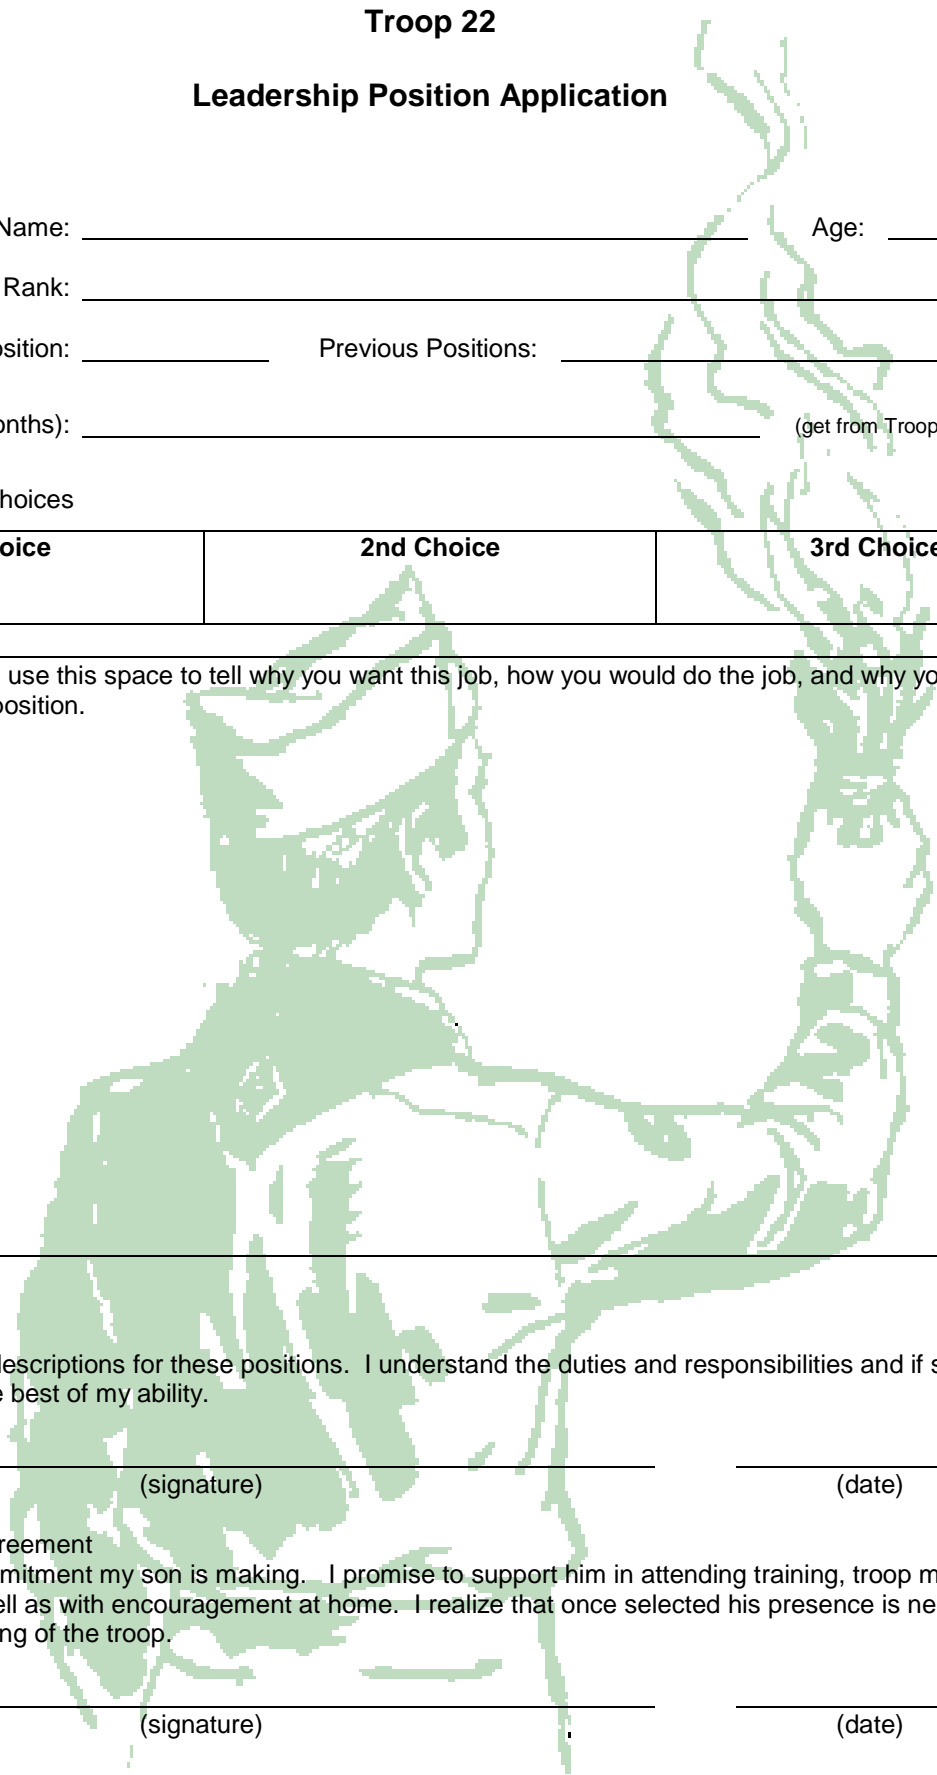 Troop 22
Leadership Position Application
Name: Age:
Rank:
osition: Previous Positions:
onths): (get from Troop
hoices
oice 2nd Choice 3rd Choice
use this space to tell why you want this job, how you would do the job, and why yo
position.
descriptions for these positions.  I understand the duties and responsibilities and if s
e best of my ability.
(signature) (date)
reement
mitment my son is making.   I promise to support him in attending training, troop m
ell as with encouragement at home.  I realize that once selected his presence is ne
ng of the troop.
(signature) (date)